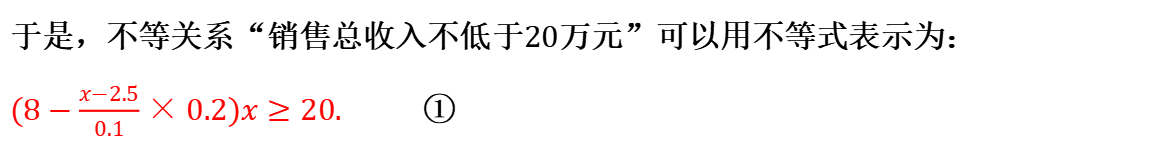 于是，不等关系“销售总收入不低于20万元”可以用不等式表示为：
(8 − \frac{x−2.5}{0.1} × 0.2)x ≥ 20. ①